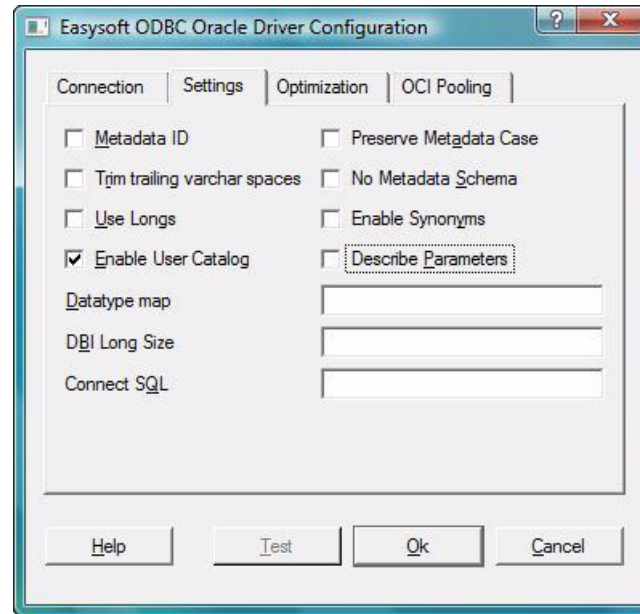 Easysoft ODBC Oracle Driver Configuration
Connection Settings Optimization OCI Pooling
Metadata ID Preserve Metadata Case
Trim trailing varchar spaces No Metadata Schema
Use Longs Enable Synonyms
Enable User Catalog Describe Parameters
Datatype map
DBI Long Size
Connect SQL
Help Test Ok Cancel